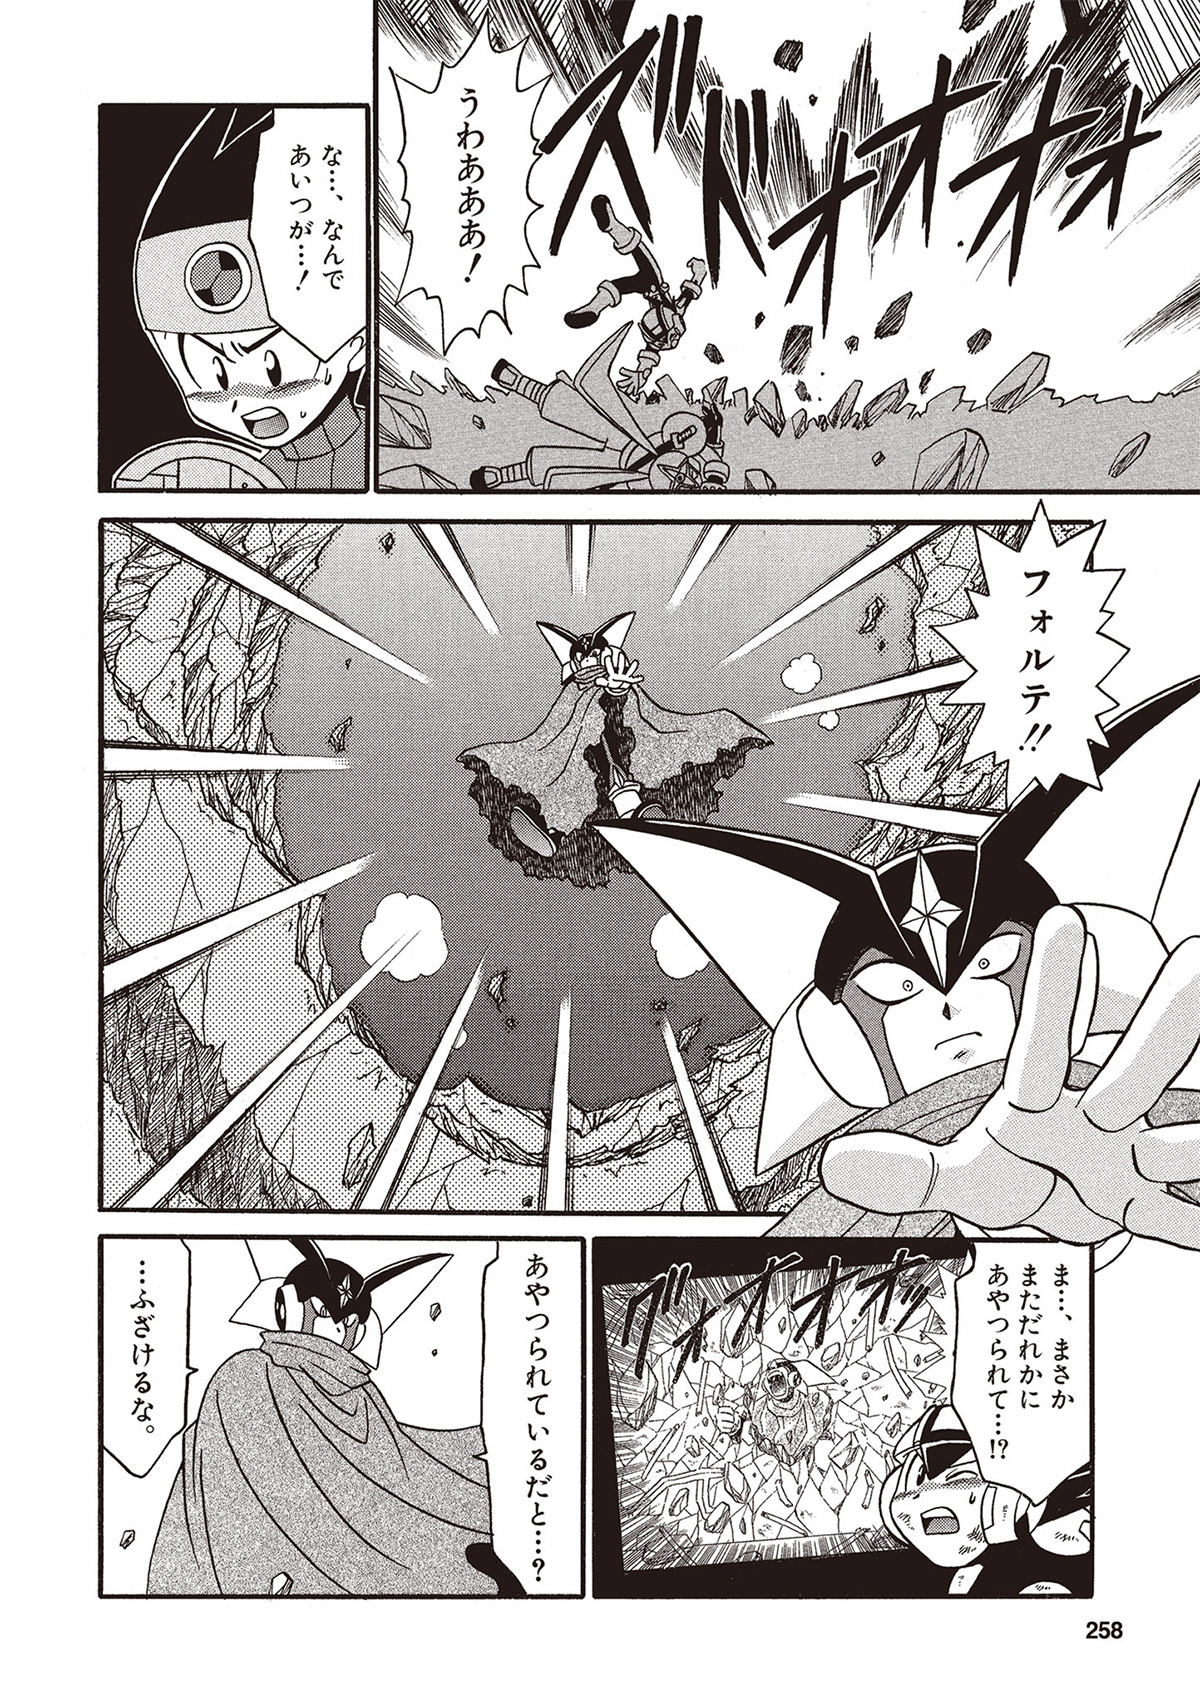 ズドオオオオ
うわあああ！
な…、なんで
あいつが…！
フォルテ!!
ま…、まさか
まただれかに
あやつられて…!?
グィオオオオ
あやつられているだと…？
…ふざけるな。
258